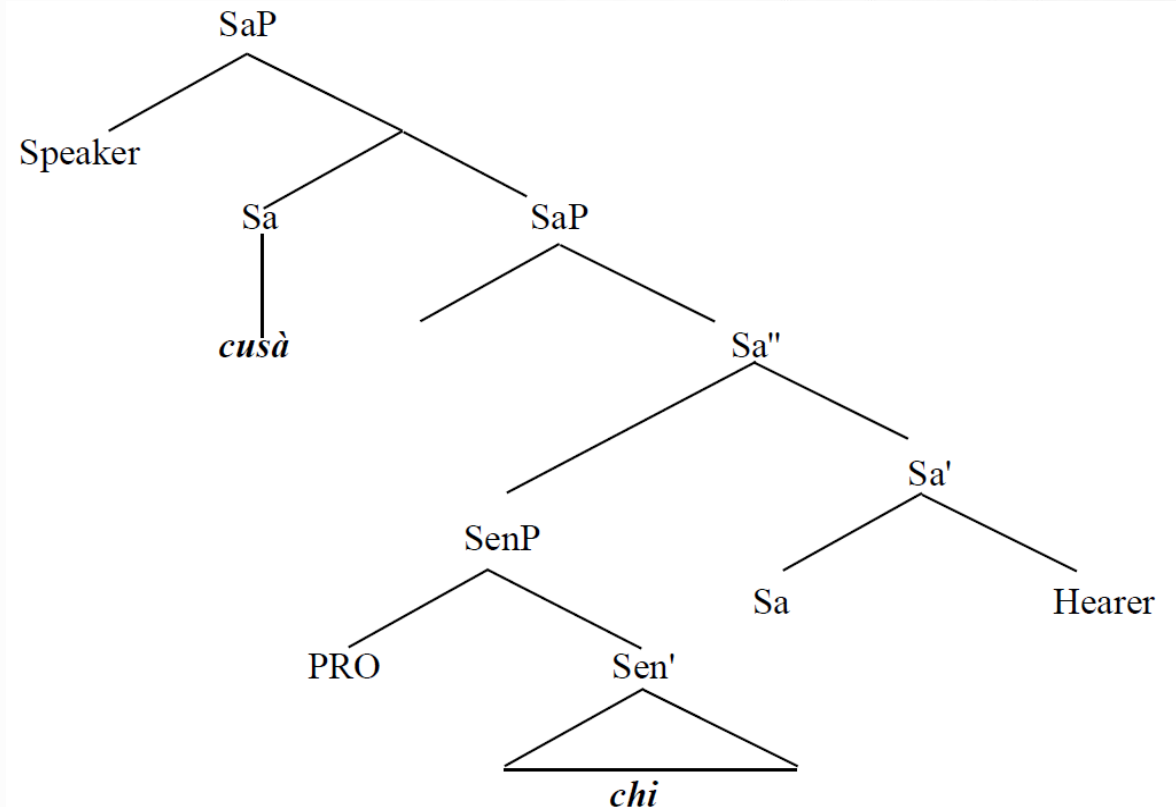 SaP
Speaker
Sa SaP
cusà
Sa"
Sa'
SenP
Sa Hearer
PRO Sen'
chi